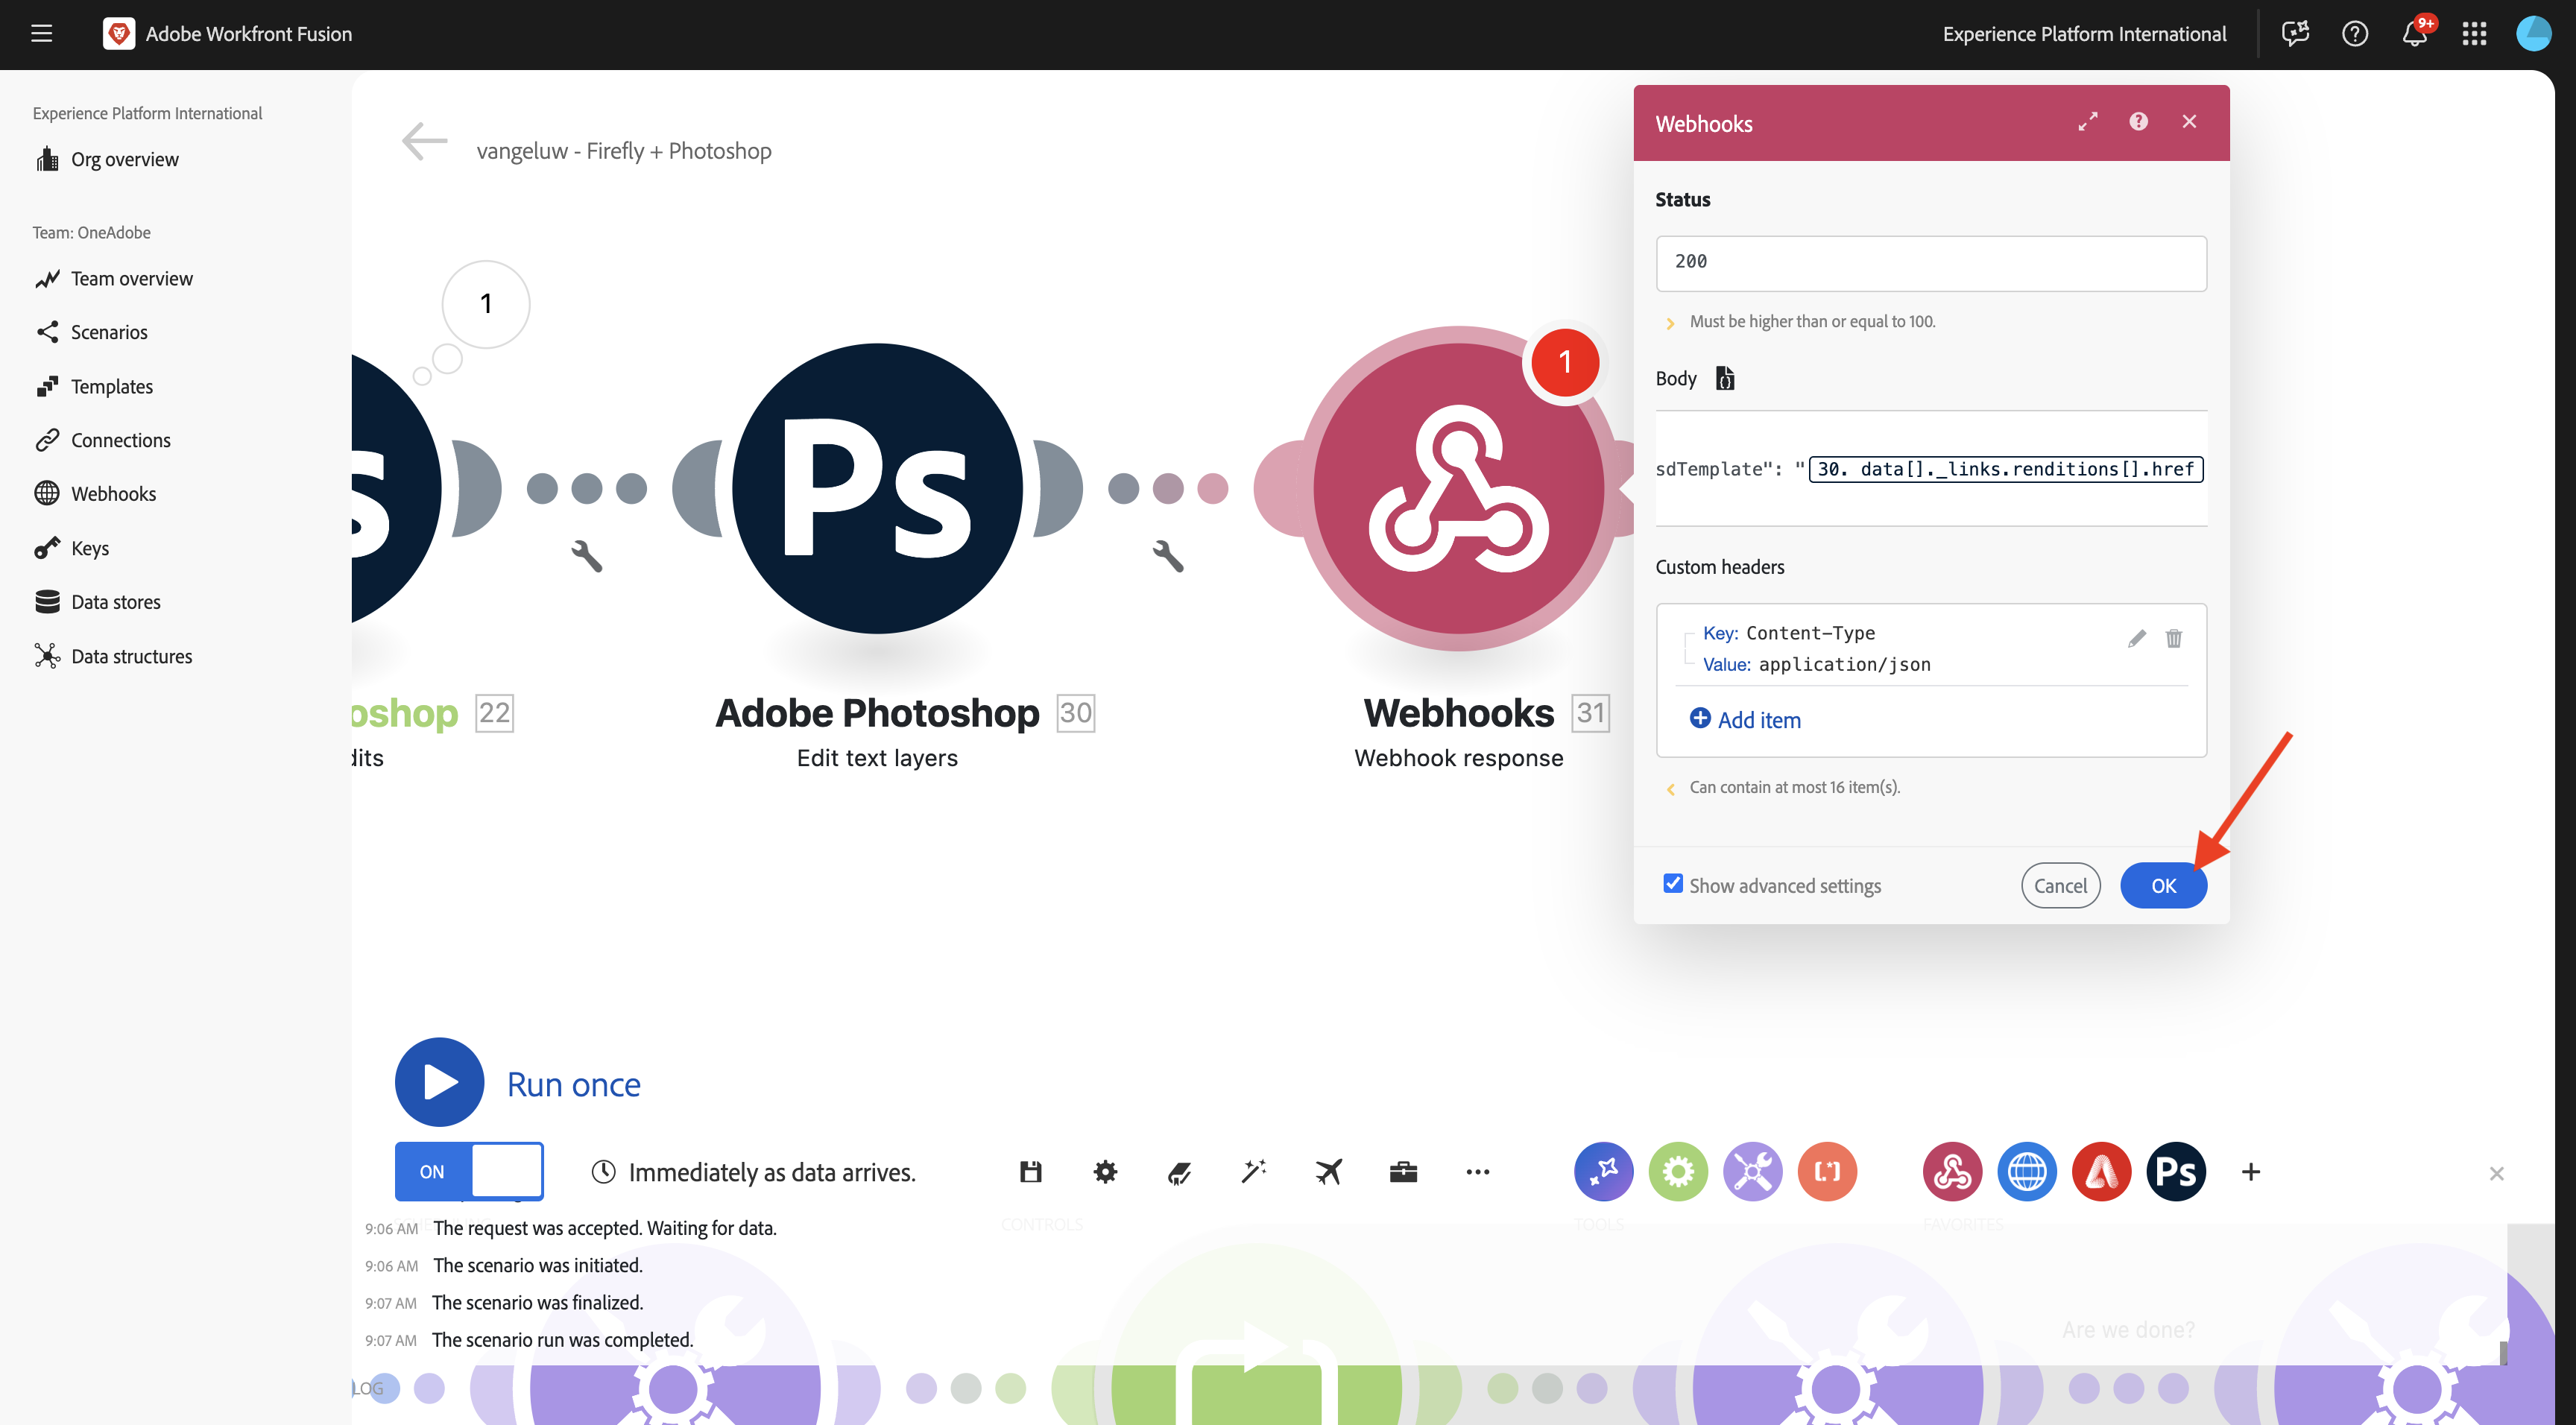 Adobe Workfront Fusion
Experience Platform International
9+
Experience Platform International
Org overview
Team: OneAdobe
Team overview
Scenarios
Templates
Connections
Webhooks
Keys
Data stores
Data structures
vangeluw - Firefly + Photoshop
1
s
oshop 22
dits
Ps
Adobe Photoshop 30
Edit text layers
1
Webhooks 31
Webhook response
Webhooks
Status
200
Must be higher than or equal to 100.
Body
sdTemplate": "30. data[]._links.renditions[].href
Custom headers
Key: Content-Type
Value: application/json
Add item
Can contain at most 16 item(s).
Show advanced settings
Cancel
OK
Run once
ON
Immediately as data arrives.
Ps
CONTROLS
TOOLS
FAVORITES
9:06 AM The request was accepted. Waiting for data.
9:06 AM The scenario was initiated.
9:07 AM The scenario was finalized.
9:07 AM The scenario run was completed.
Are we done?
LOG